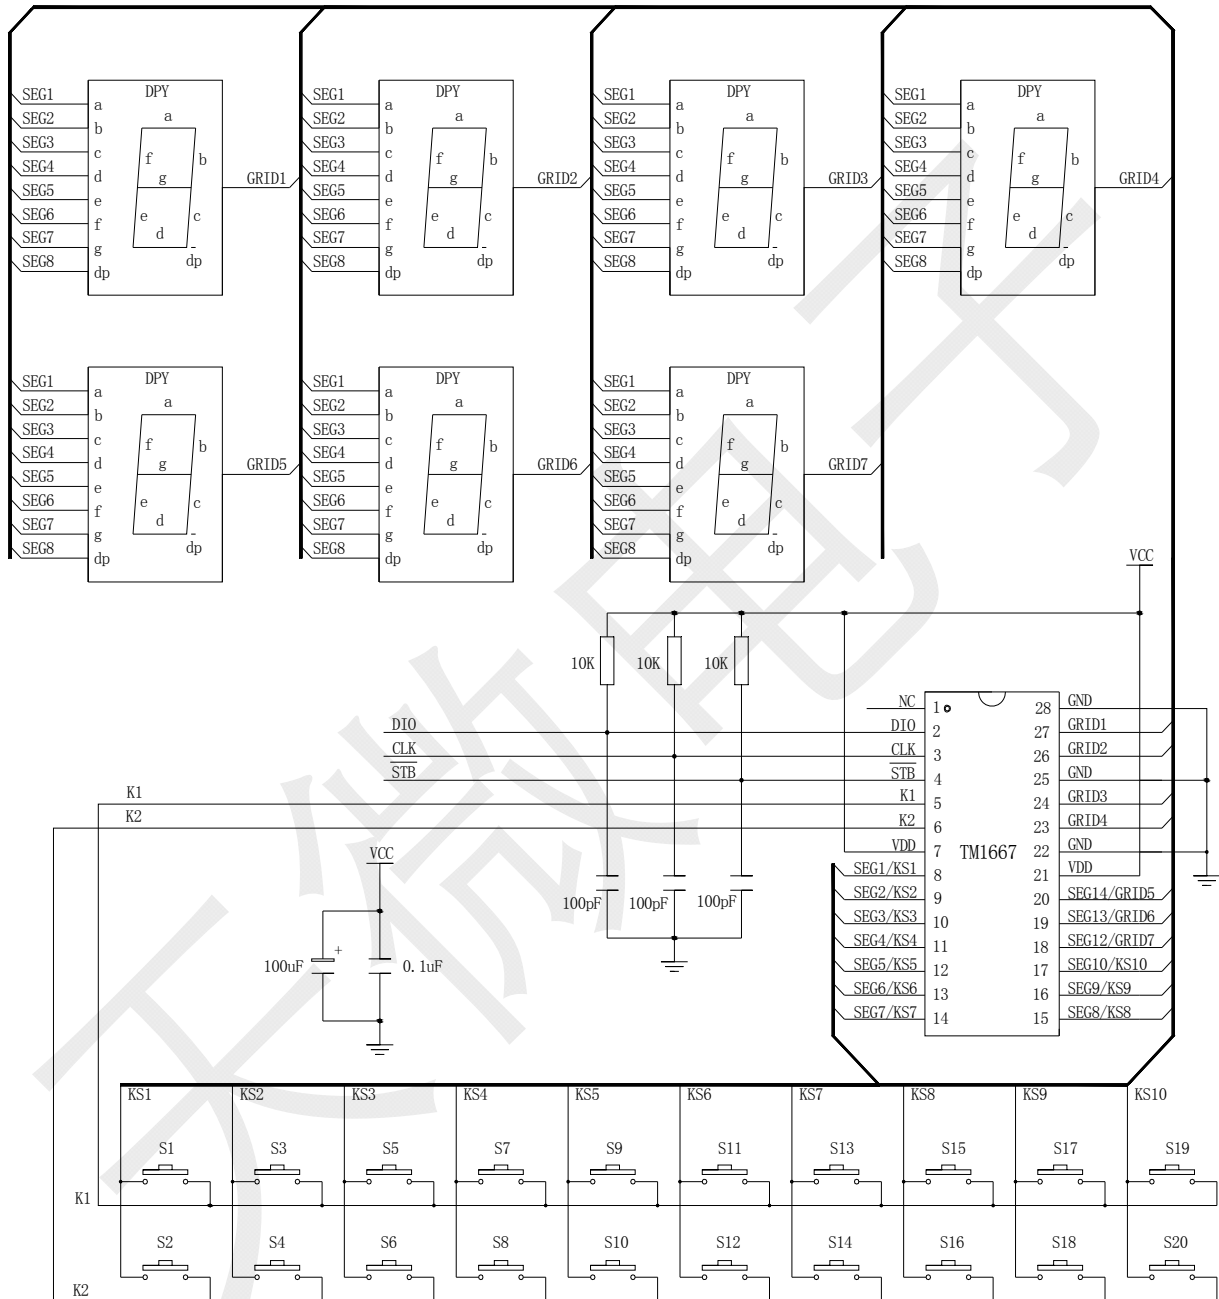 DPY DPY DPY DPY
SEG1 a SEG1 a SEG1 a SEG1 a
SEG2 b SEG2 b SEG2 b SEG2 b
SEG3 c SEG3 c SEG3 c SEG3 c
SEG4 d SEG4 d SEG4 d SEG4 d
SEG5 e SEG5 e SEG5 e SEG5 e
SEG6 f SEG6 f SEG6 f SEG6 f
SEG7 g SEG7 g SEG7 g SEG7 g
SEG8 dp SEG8 dp SEG8 dp SEG8 dp
a a a a
f b f b f b f b
g g g g
e c e c e c e c
d d d d
dp dp dp dp
GRID1 GRID2 GRID3 GRID4
DPY DPY DPY
SEG1 a SEG1 a SEG1 a
SEG2 b SEG2 b SEG2 b
SEG3 c SEG3 c SEG3 c
SEG4 d SEG4 d SEG4 d
SEG5 e SEG5 e SEG5 e
SEG6 f SEG6 f SEG6 f
SEG7 g SEG7 g SEG7 g
SEG8 dp SEG8 dp SEG8 dp
a a a
f b f b f b
g g g
e c e c e c
d d d
dp dp dp
GRID5 GRID6 GRID7
VCC
10K 10K 10K
NC 1 28 GND
DIO DIO 2 27 GRID1
CLK CLK 3 26 GRID2
STB STB 4 25 GND
K1 K1 5 24 GRID3
K2 K2 6 23 GRID4
VDD 7 22 GND
TM1667
SEG1/KS1 8 21 VDD
SEG2/KS2 9 20 SEG14/GRID5
SEG3/KS3 10 19 SEG13/GRID6
SEG4/KS4 11 18 SEG12/GRID7
SEG5/KS5 12 17 SEG10/KS10
SEG6/KS6 13 16 SEG9/KS9
SEG7/KS7 14 15 SEG8/KS8
VCC
100pF 100pF 100pF
100uF + 0.1uF
KS1 KS2 KS3 KS4 KS5 KS6 KS7 KS8 KS9 KS10
S1 S3 S5 S7 S9 S11 S13 S15 S17 S19
K1
S2 S4 S6 S8 S10 S12 S14 S16 S18 S20
K2
天微电子